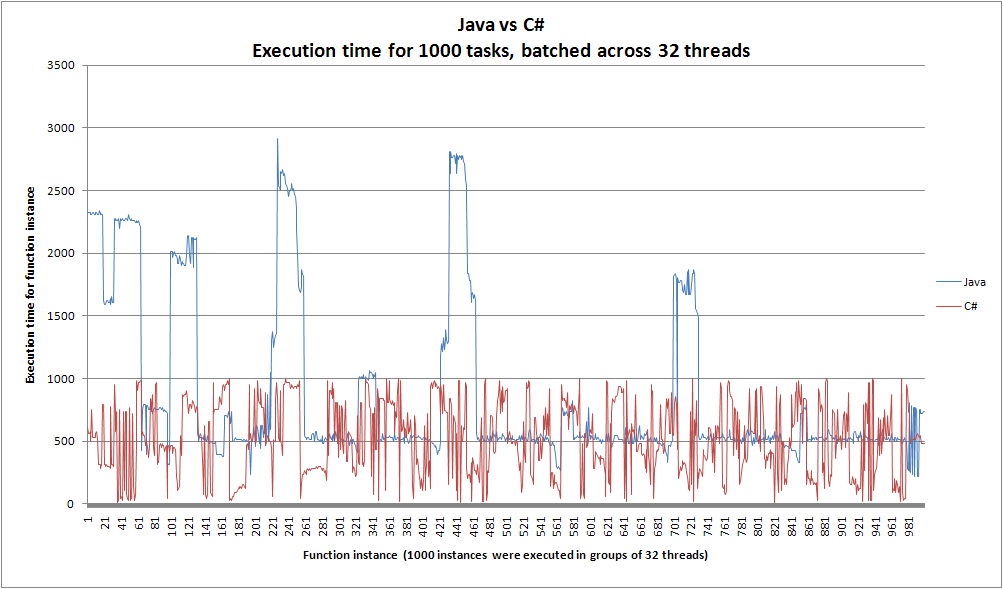 Java vs C#
Execution time for 1000 tasks, batched across 32 threads
3500
3000
2500
2000
1500
1000
500
0
Execution time for function instance
Java
C#
1 21 41 61 81 101 121 141 161 181 201 221 241 261 281 301 321 341 361 381 401 421 441 461 481 501 521 541 561 581 601 621 641 661 681 701 721 741 761 781 801 821 841 861 881 901 921 941 961 981
Function instance (1000 instances were executed in groups of 32 threads)